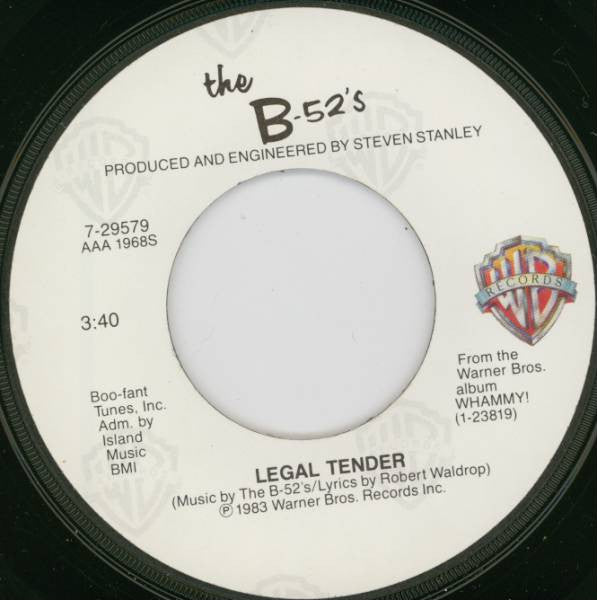 the
B-52's
PRODUCED AND ENGINEERED BY STEVEN STANLEY
7-29579
AAA 1968S
3:40
WB
RECORDS
Boo-fant
Tunes, Inc.
Adm. by
Island
Music
BMI
From the
Warner Bros.
album
WHAMMY!
(1-23819)
LEGAL TENDER
(Music by The B-52's/Lyrics by Robert Waldrop)
℗ 1983 Warner Bros. Records Inc.